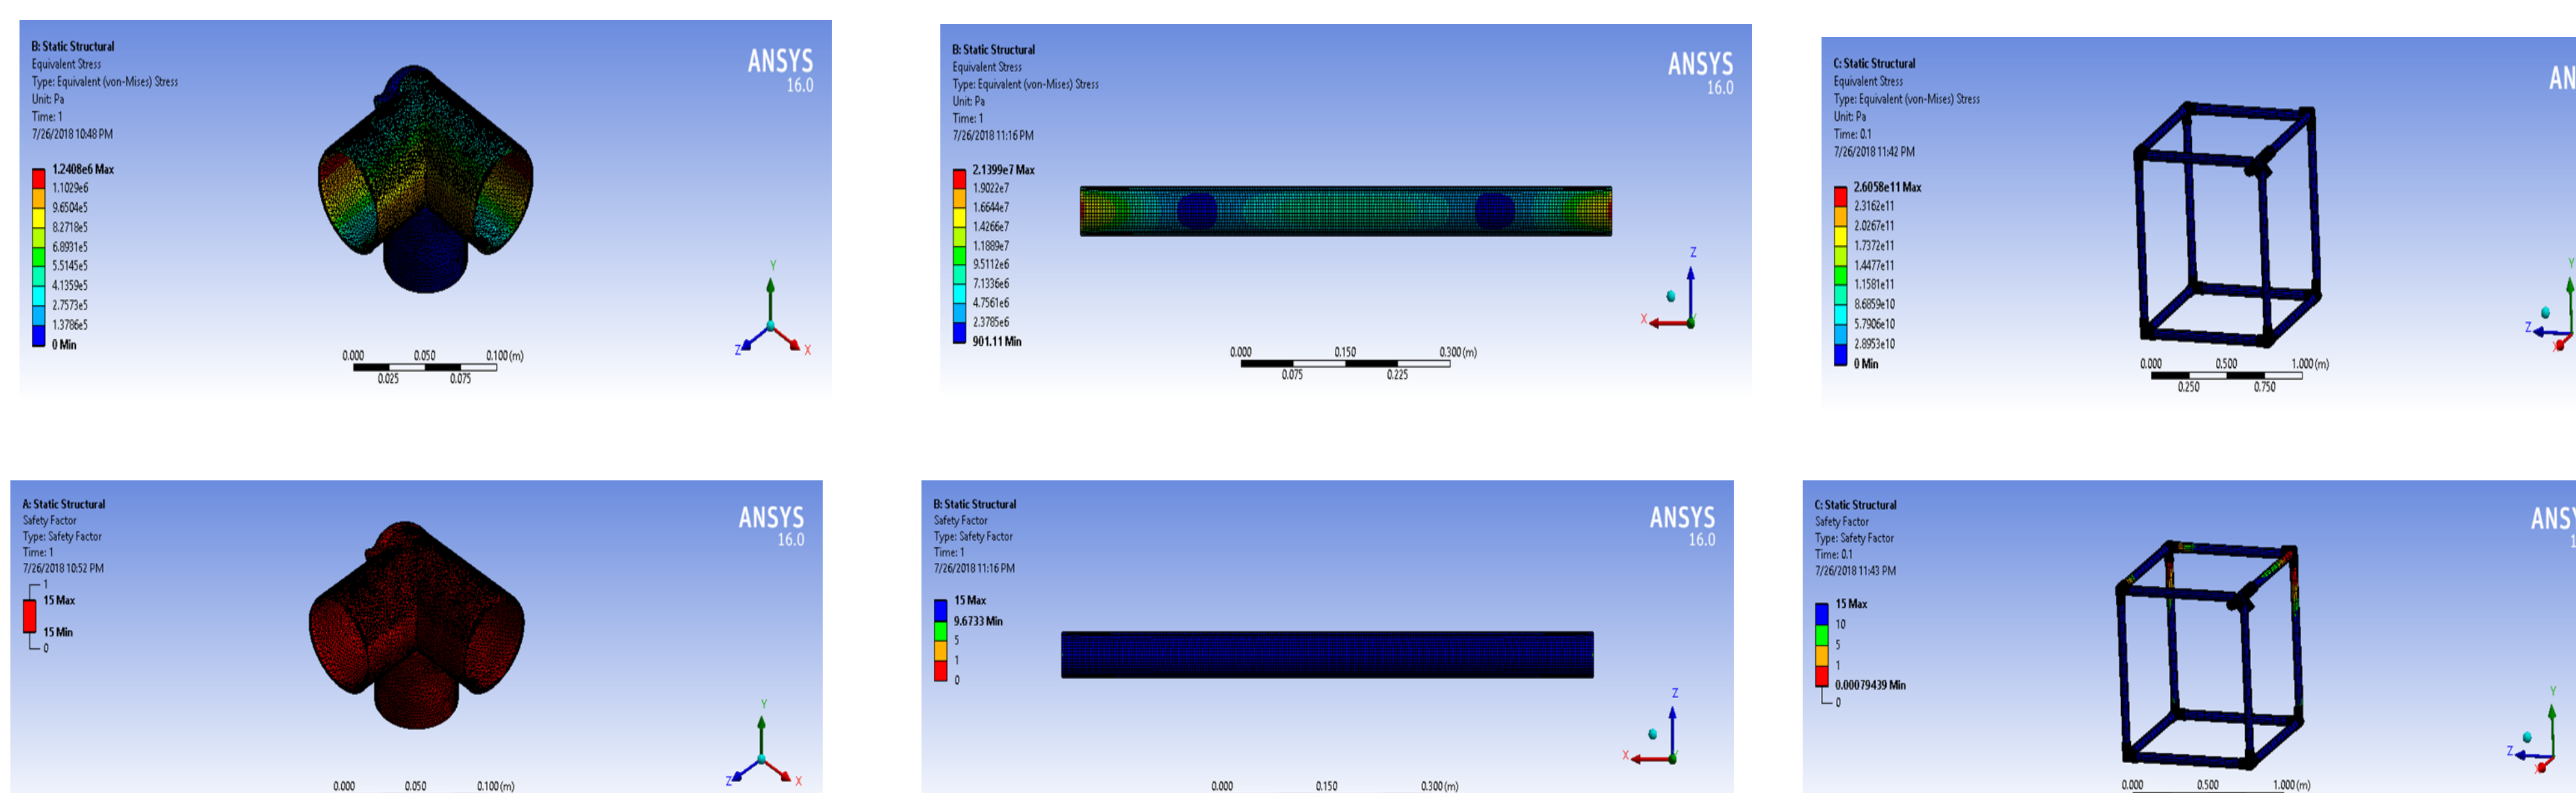 B: Static Structural
Equivalent Stress
Type: Equivalent (von-Mises) Stress
Unit: Pa
Time: 1
7/26/2018 10:48 PM
1.2408e6 Max
1.1029e6
9.6504e5
8.2718e5
6.8931e5
5.5145e5
4.1359e5
2.7573e5
1.3786e5
0 Min
ANSYS
16.0
Y
Z
X
0.000 0.050 0.100 (m)
0.025 0.075
B: Static Structural
Equivalent Stress
Type: Equivalent (von-Mises) Stress
Unit: Pa
Time: 1
7/26/2018 11:16 PM
2.1399e7 Max
1.9022e7
1.6644e7
1.4266e7
1.1889e7
9.5112e6
7.1336e6
4.7561e6
2.3785e6
901.11 Min
ANSYS
16.0
Z
X
0.000 0.150 0.300 (m)
0.075 0.225
C: Static Structural
Equivalent Stress
Type: Equivalent (von-Mises) Stress
Unit: Pa
Time: 0.1
7/26/2018 11:42 PM
2.6058e11 Max
2.3162e11
2.0267e11
1.7372e11
1.4477e11
1.1581e11
8.6859e10
5.7906e10
2.8953e10
0 Min
AN
Y
Z
X
0.000 0.500 1.000 (m)
0.250 0.750
A: Static Structural
Safety Factor
Type: Safety Factor
Time: 1
7/26/2018 10:52 PM
1
15 Max
15 Min
0
ANSYS
16.0
Y
Z
X
0.000 0.050 0.100 (m)
B: Static Structural
Safety Factor
Type: Safety Factor
Time: 1
7/26/2018 11:16 PM
15 Max
9.6733 Min
5
1
0
ANSYS
16.0
Z
X
0.000 0.150 0.300 (m)
C: Static Structural
Safety Factor
Type: Safety Factor
Time: 0.1
7/26/2018 11:43 PM
15 Max
10
5
1
0.00079439 Min
0
ANSY
1
Y
Z
X
0.000 0.500 1.000 (m)